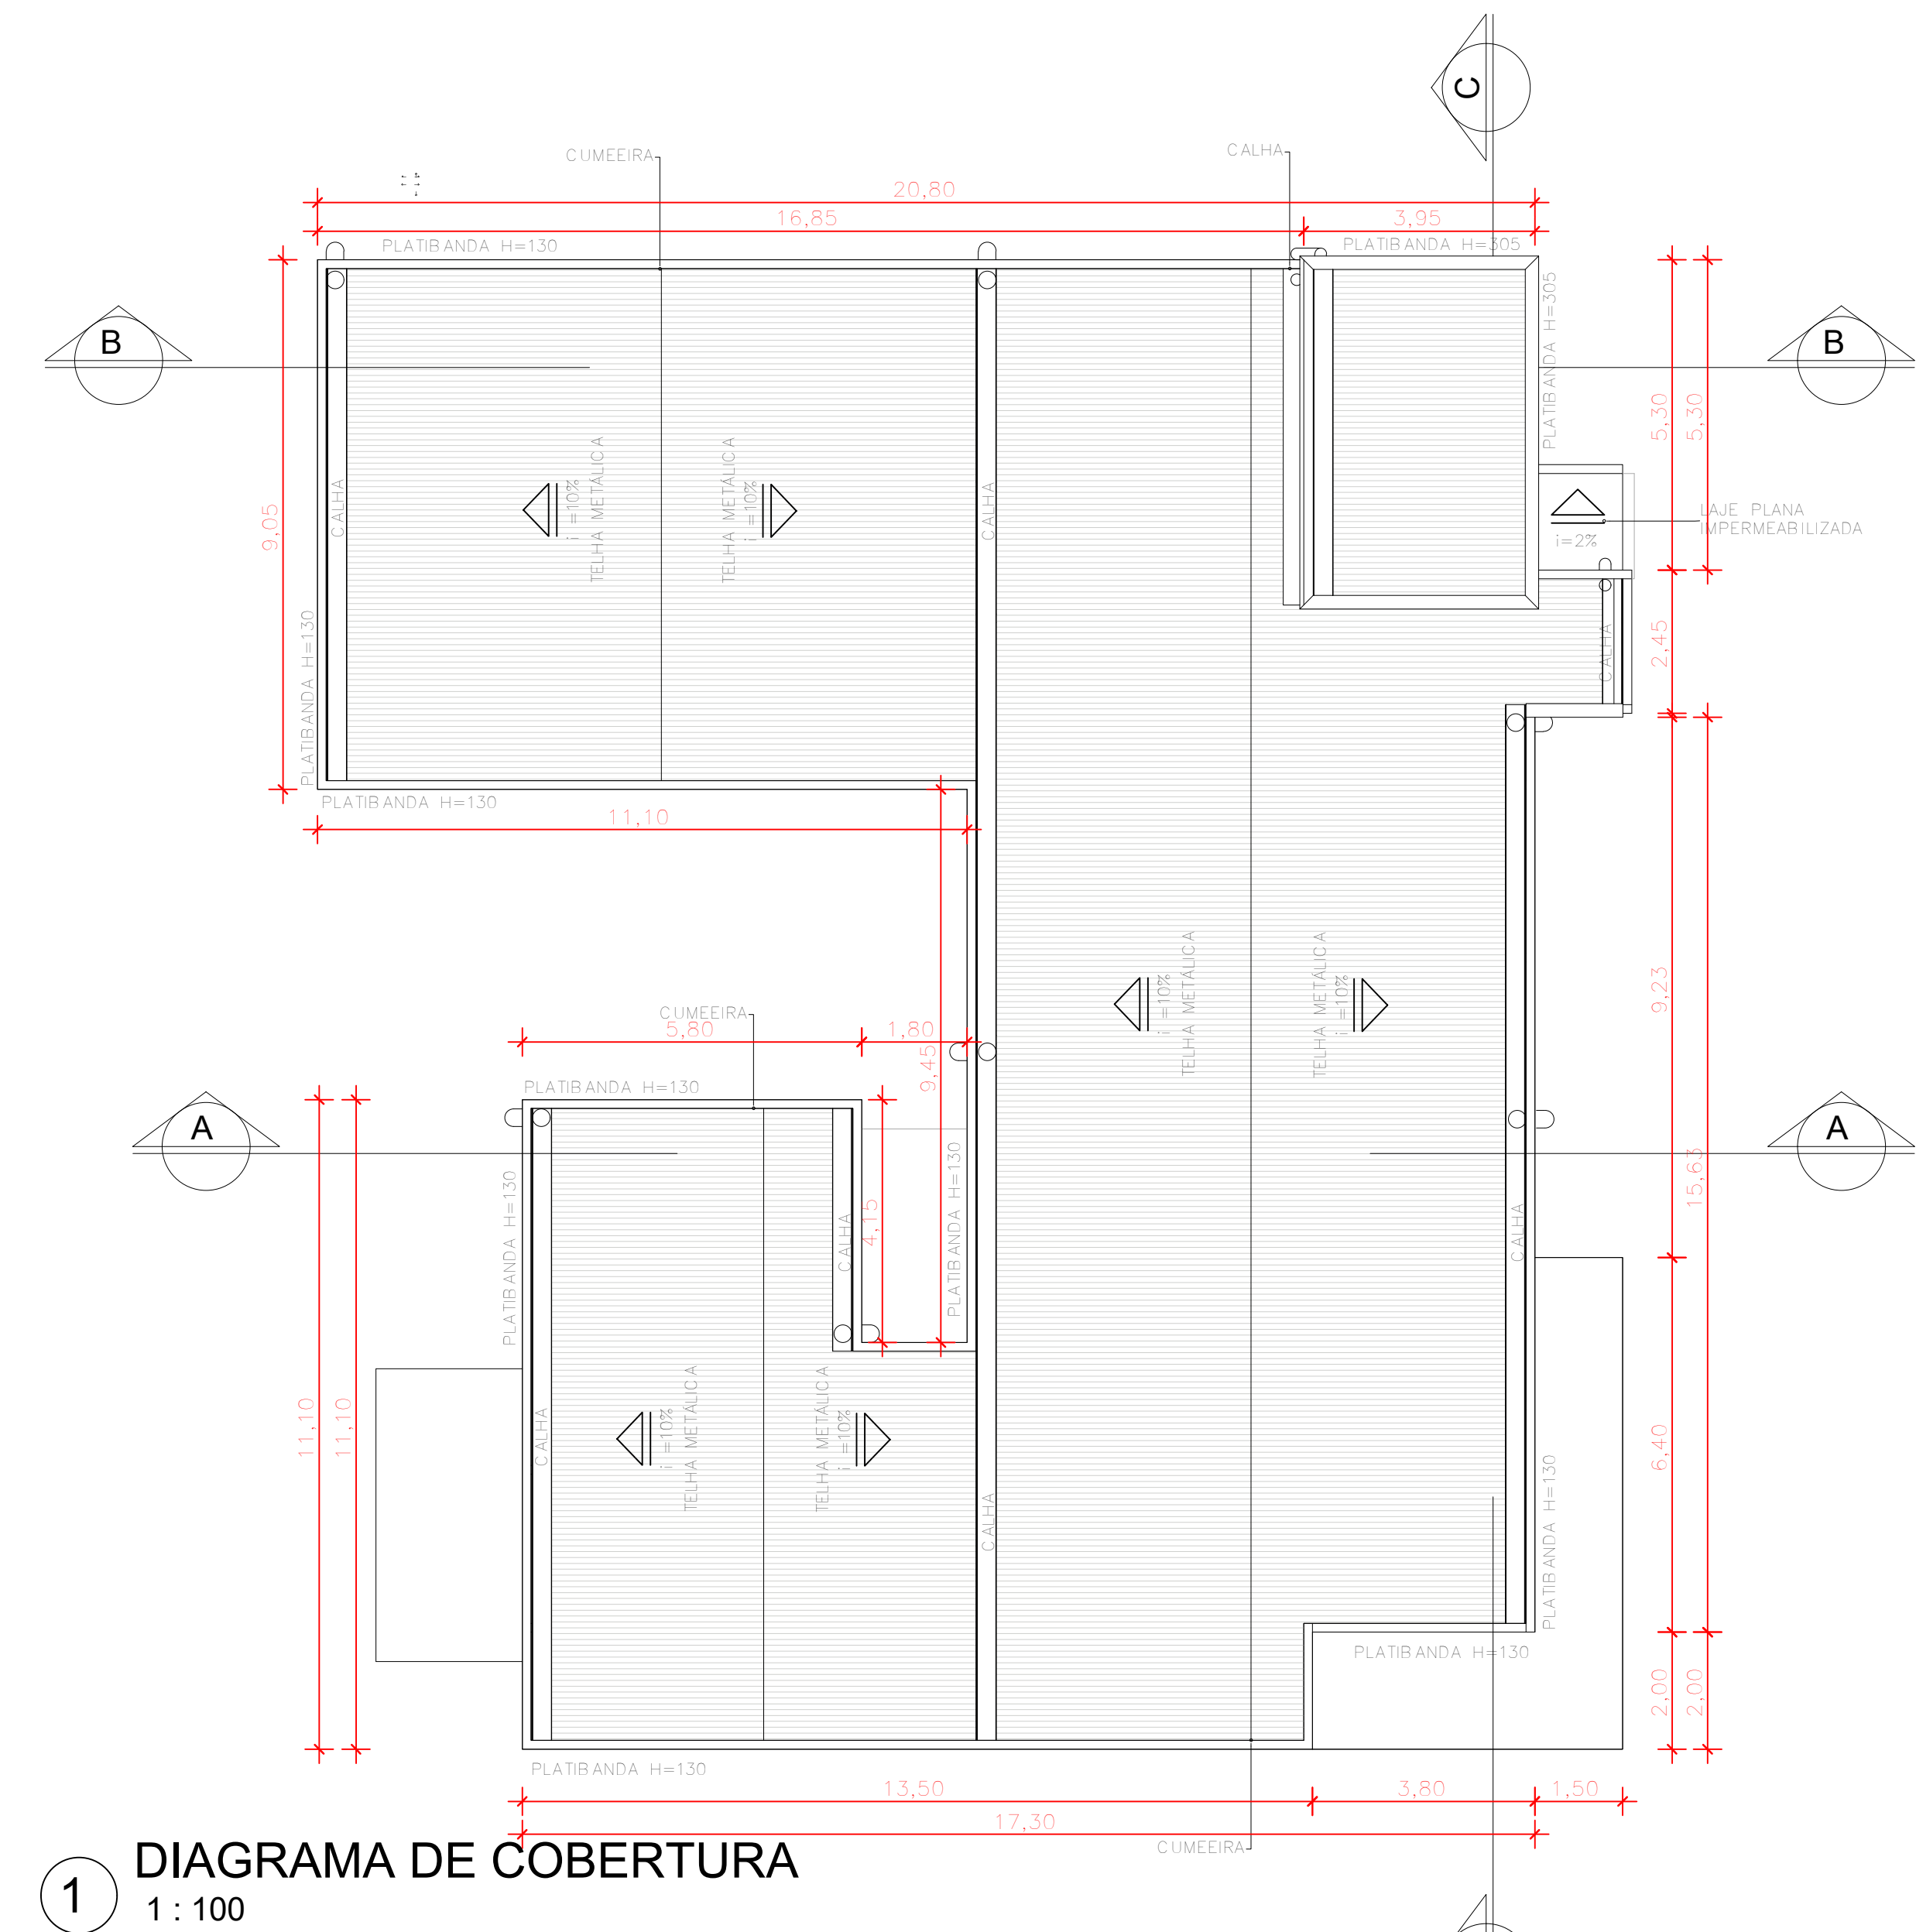 C
CUMEEIRA
CALHA
20,80
16,85
3,95
PLATIBANDA H=130
PLATIBANDA H=305
B
B
PLATIBANDA H=305
9,05
CALHA
i =10%
TELHA METÁLICA
TELHA METÁLICA
i =10%
CALHA
5,30
5,30
LAJE PLANA
IMPERMEABILIZADA
i=2%
PLATIBANDA H=130
CALHA
2,45
PLATIBANDA H=130
11,10
i =10%
TELHA METÁLICA
TELHA METÁLICA
i =10%
9,23
CUMEEIRA
5,80
1,80
9,45
PLATIBANDA H=130
A
A
PLATIBANDA H=130
CALHA
4,15
PLATIBANDA H=130
CALHA
15,63
11,10
11,10
CALHA
i =10%
TELHA METÁLICA
TELHA METÁLICA
i =10%
CALHA
PLATIBANDA H=130
6,40
PLATIBANDA H=130
2,00
2,00
PLATIBANDA H=130
13,50
3,80
1,50
17,30
CUMEEIRA
1
DIAGRAMA DE COBERTURA
1 : 100